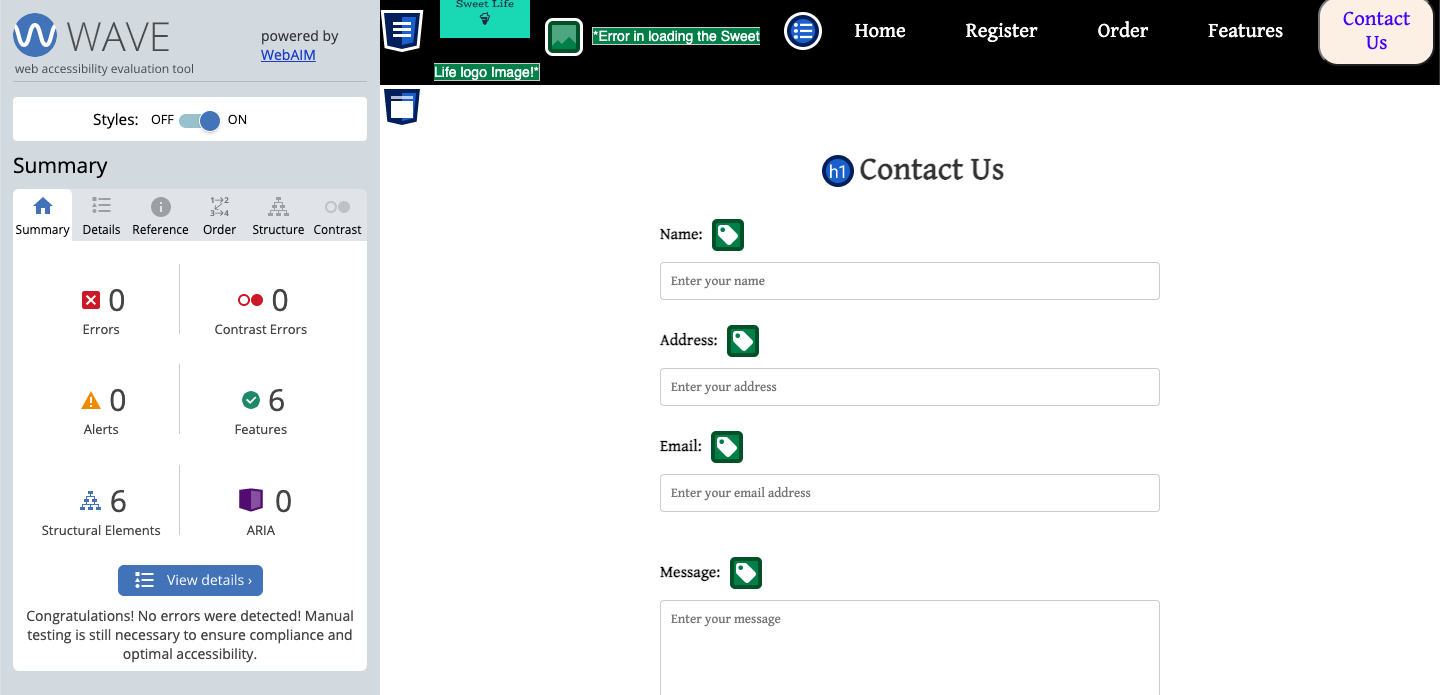 WAVE
powered by
WebAIM
web accessibility evaluation tool
Styles: OFF ON
Summary
Summary Details Reference Order Structure Contrast
1 2
3 4
0 Errors
0 Contrast Errors
0 Alerts
6 Features
6 Structural Elements
0 ARIA
View details ›
Congratulations! No errors were detected! Manual
testing is still necessary to ensure compliance and
optimal accessibility.
Sweet Life
*Error in loading the Sweet
Life logo Image!*
Home Register Order Features Contact
Us
h1 Contact Us
Name:
Enter your name
Address:
Enter your address
Email:
Enter your email address
Message:
Enter your message